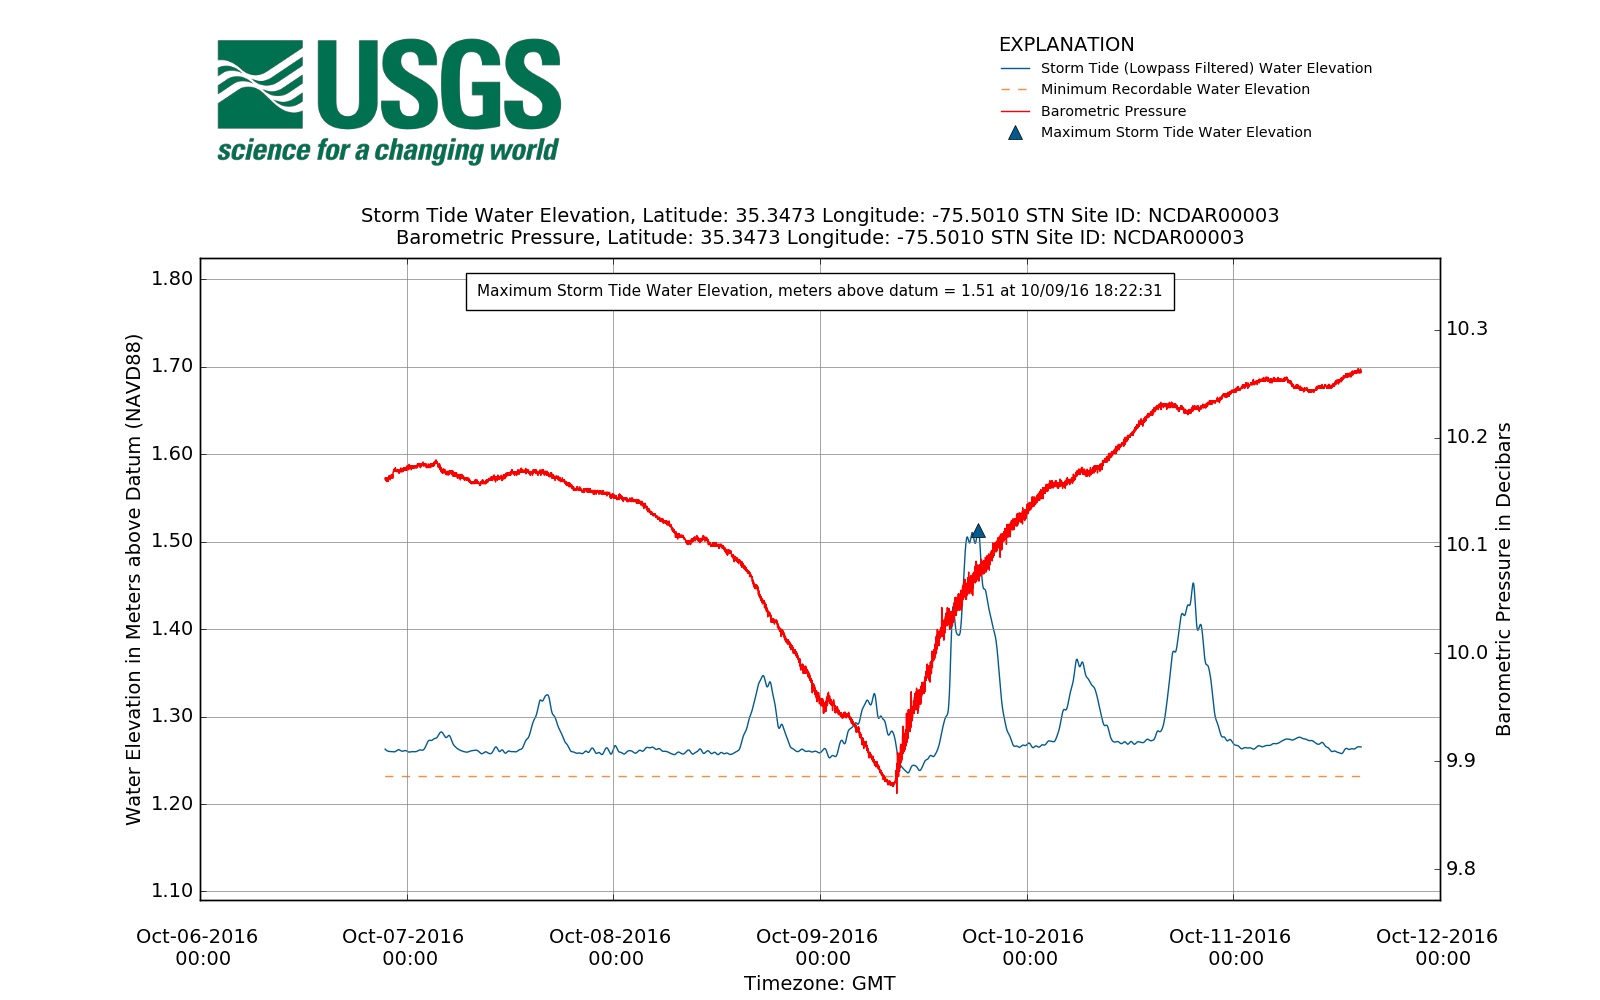 USGS
science for a changing world
EXPLANATION
Storm Tide (Lowpass Filtered) Water Elevation
Minimum Recordable Water Elevation
Barometric Pressure
Maximum Storm Tide Water Elevation
Storm Tide Water Elevation, Latitude: 35.3473 Longitude: -75.5010 STN Site ID: NCDAR00003
Barometric Pressure, Latitude: 35.3473 Longitude: -75.5010 STN Site ID: NCDAR00003
Maximum Storm Tide Water Elevation, meters above datum = 1.51 at 10/09/16 18:22:31
Water Elevation in Meters above Datum (NAVD88)
1.80
1.70
1.60
1.50
1.40
1.30
1.20
1.10
10.3
10.2
10.1
10.0
9.9
9.8
Barometric Pressure in Decibars
Oct-06-2016 Oct-07-2016 Oct-08-2016 Oct-09-2016 Oct-10-2016 Oct-11-2016 Oct-12-2016
00:00 00:00 00:00 00:00 00:00 00:00 00:00
Timezone: GMT